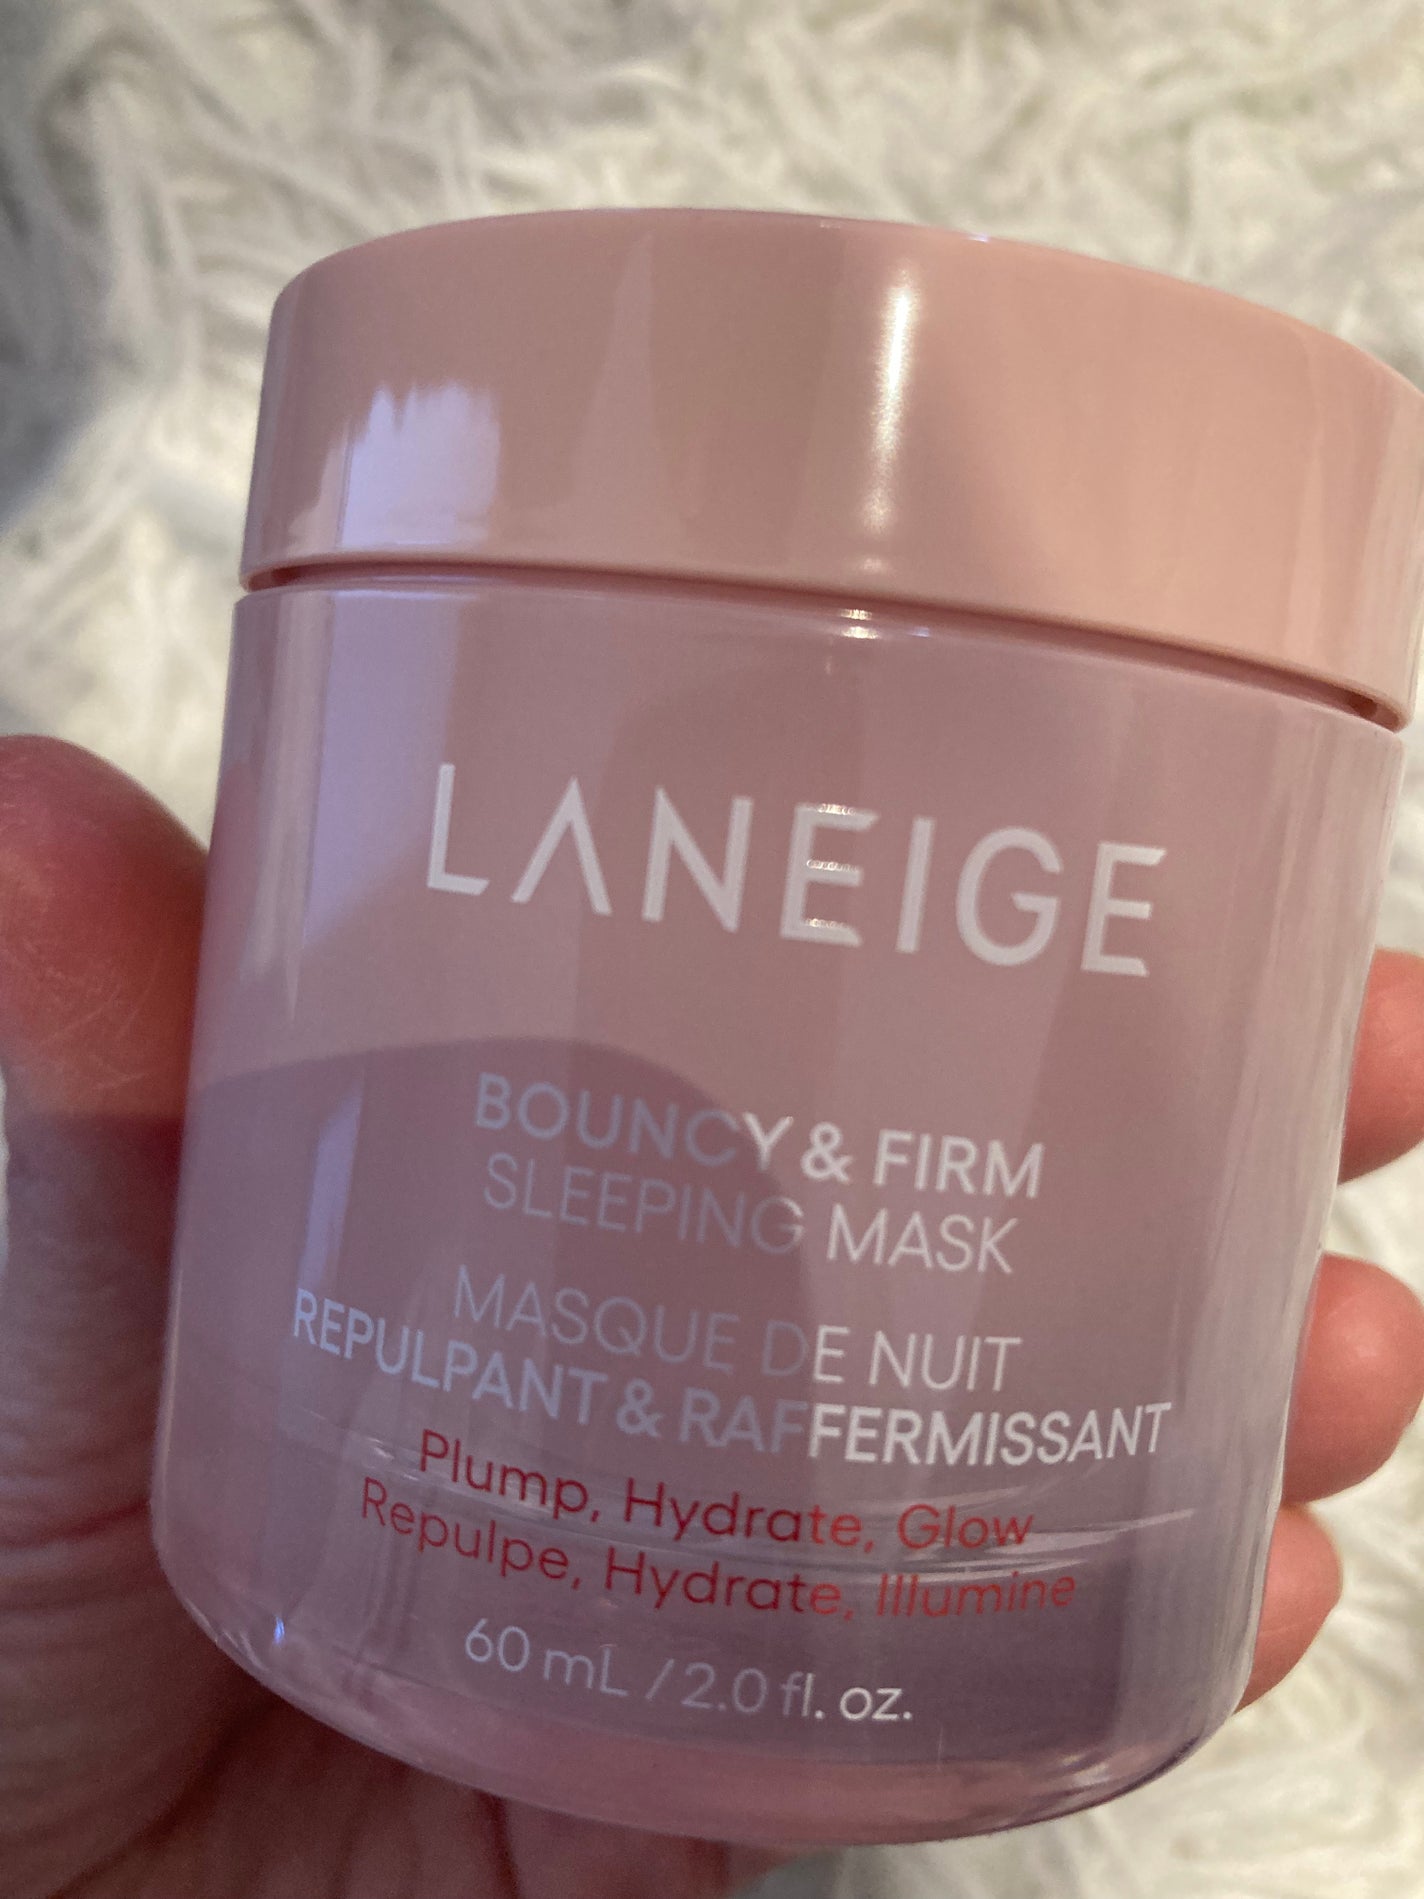 LANEIGE
BOUNCY & FIRM
SLEEPING MASK
MASQUE DE NUIT
REPULPANT & RAFFERMISSANT
Plump, Hydrate, Glow
Repulpe, Hydrate, Illumine
60 mL / 2.0 fl. oz.